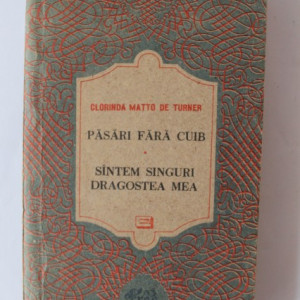 CLORINDA MATTO DE TURNER
PĂSĂRI FĂRĂ CUIB
SÎNTEM SINGURI
DRAGOSTEA MEA